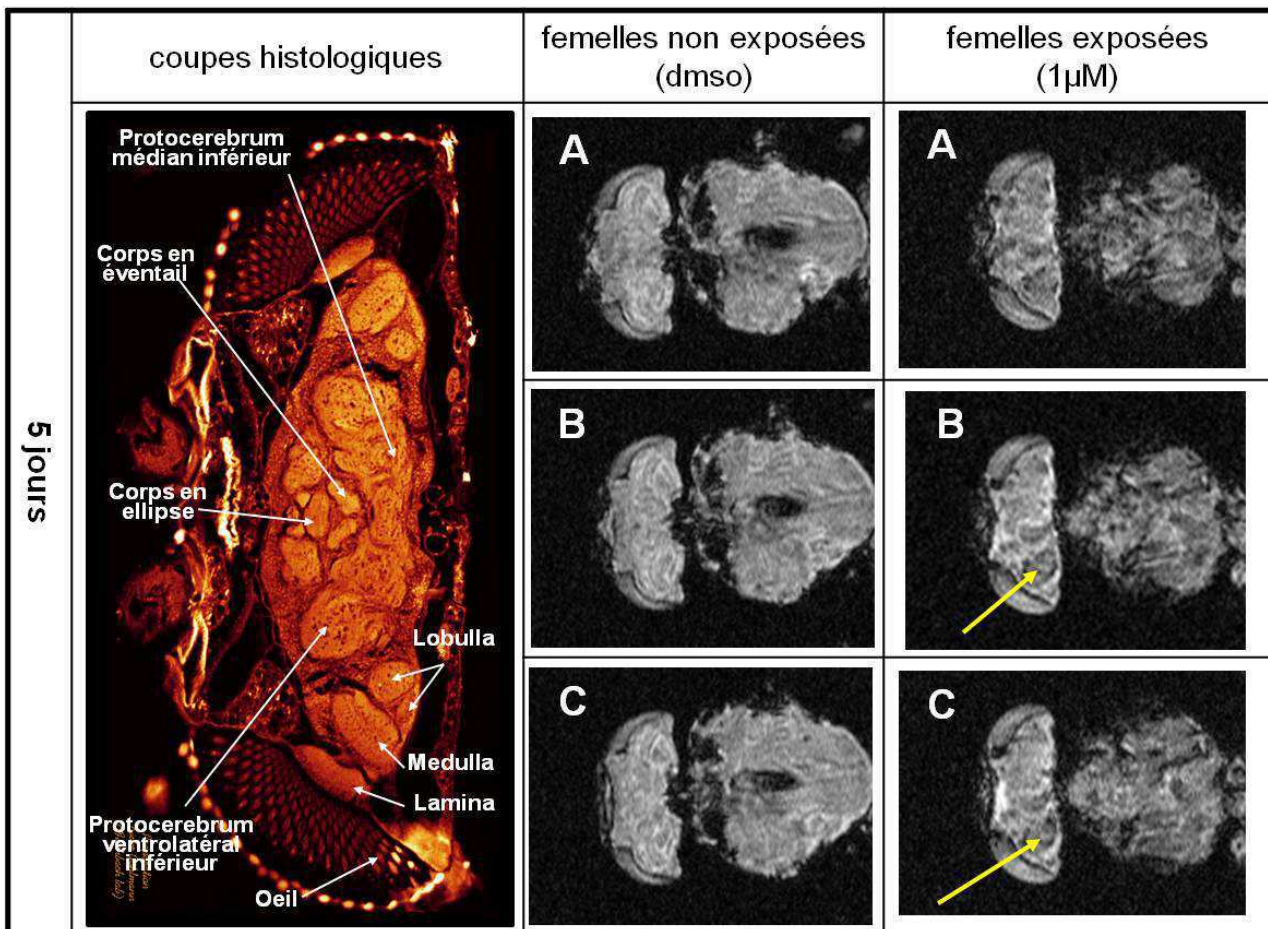 coupes histologiques
femelles non exposées
(dmso)
femelles exposées
(1µM)
5 jours
Protocerebrum
médian inférieur
Corps en
éventail
Corps en
ellipse
Lobulla
Medulla
Lamina
Protocerebrum
ventrolatéral
inférieur
Oeil
A
A
B
B
C
C